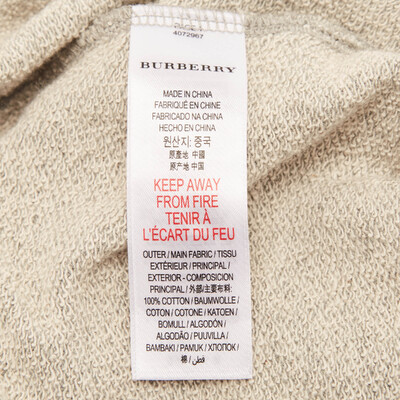 4072967
BURBERRY
MADE IN CHINA
FABRIQUÉ EN CHINE
FABRICADO NA CHINA
HECHO EN CHINA
원산지: 중국
原產地 中國
原产地 中国
KEEP AWAY
FROM FIRE
TENIR À
L'ÉCART DU FEU
OUTER / MAIN FABRIC / TISSU
EXTÉRIEUR / PRINCIPAL /
EXTERIOR - COMPOSICION
PRINCIPAL / 外部/主要布料:
100% COTTON / BAUMWOLLE /
COTON / COTONE / KATOEN /
BOMULL / ALGODÓN /
ALGODÃO / PUUVILLA /
BAMBAKI / PAMUK / ХЛОПОК /
棉 / قطن /